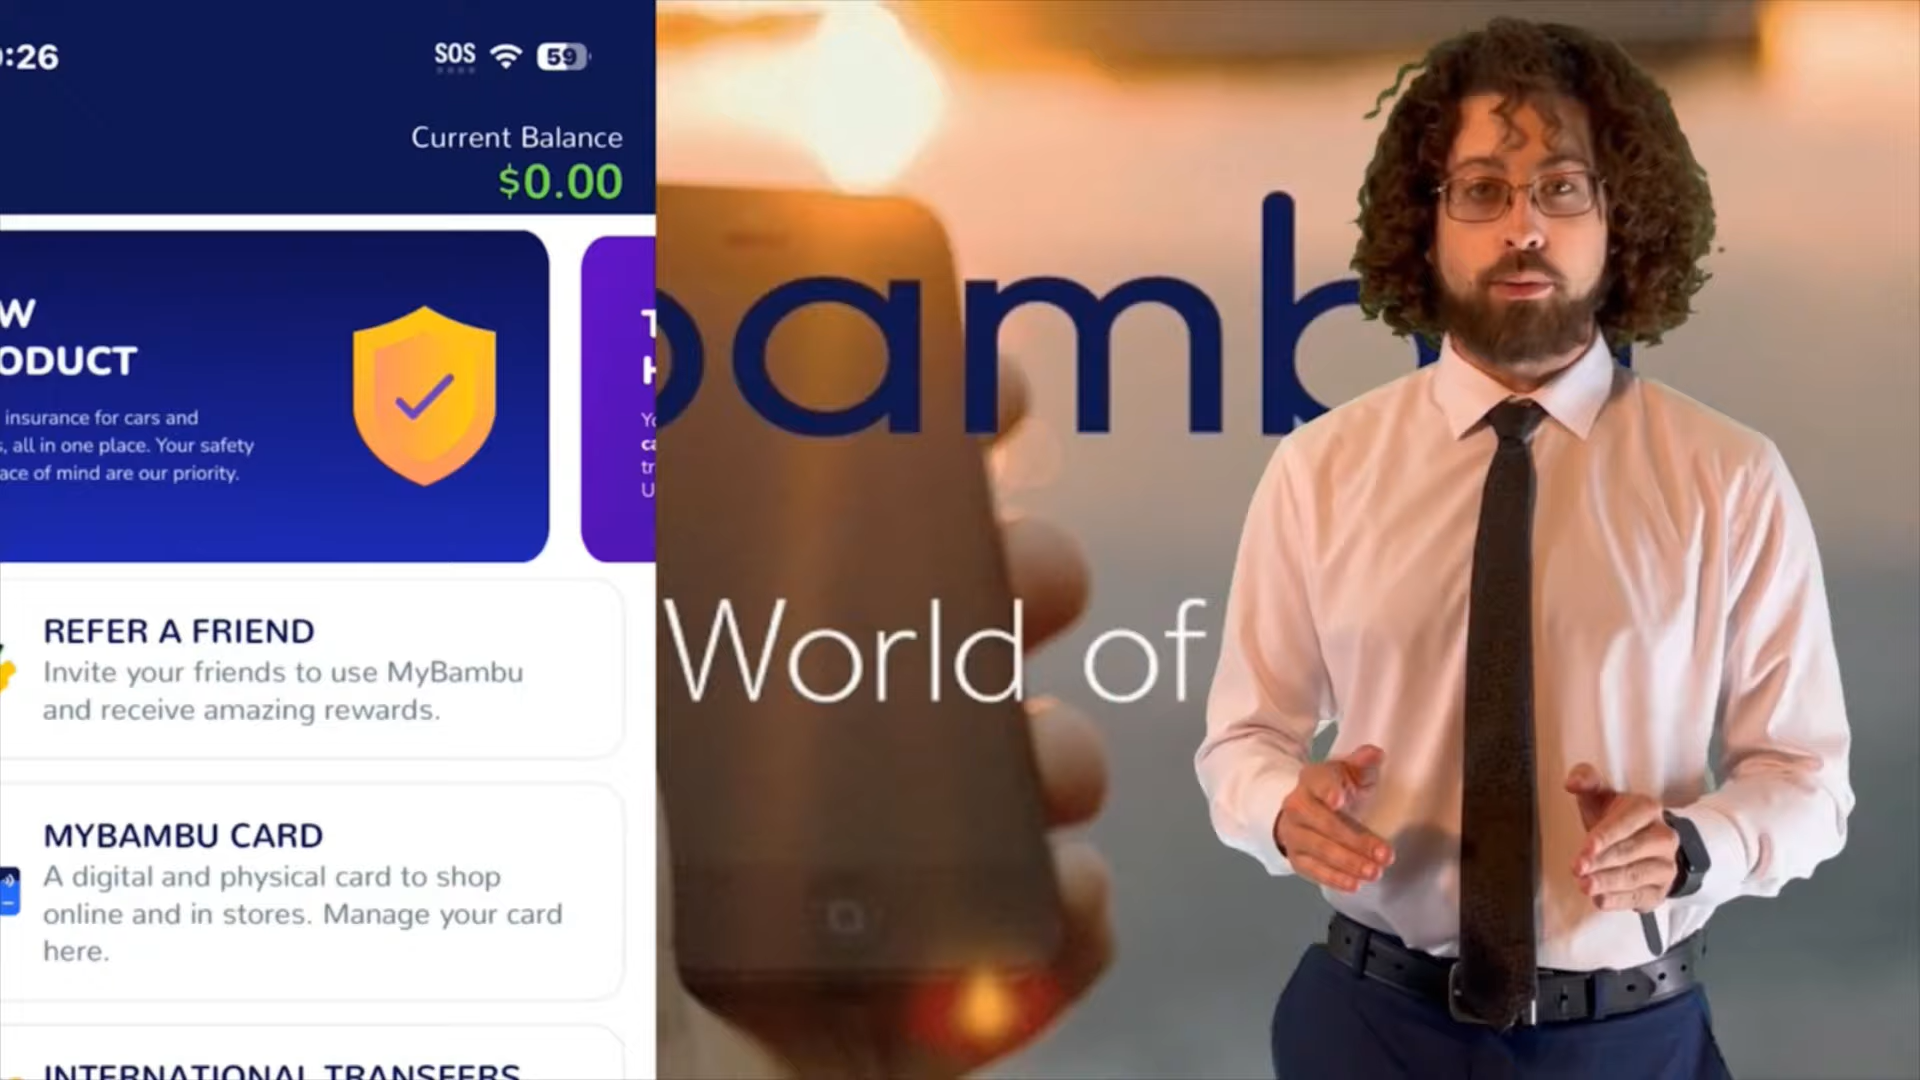 :26
SOS
59
Current Balance
$0.00
W
ODUCT
insurance for cars and
, all in one place. Your safety
ace of mind are our priority.
REFER A FRIEND
Invite your friends to use MyBambu
and receive amazing rewards.
MYBAMBU CARD
A digital and physical card to shop
online and in stores. Manage your card
here.
INTERNATIONAL TRANSFERS
bamb
World of